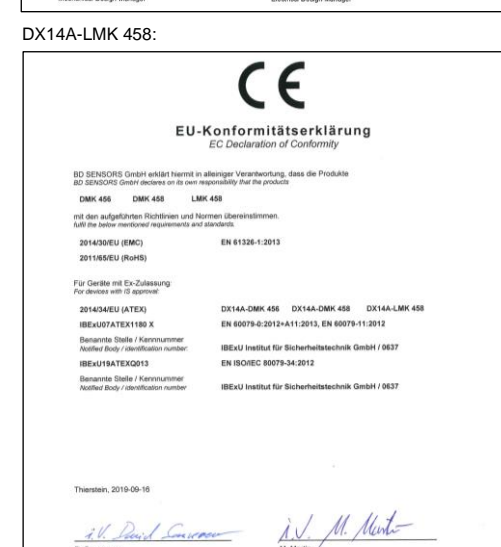 Electrical Design Manager
DX14A-LMK 458:
CE
EU-Konformitätserklärung
EC Declaration of Conformity
BD SENSORS GmbH erklärt hiermit in alleiniger Verantwortung, dass die Produkte
BD SENSORS GmbH declares on its own responsibility that the products
DMK 456 DMK 458 LMK 458
mit den aufgeführten Richtlinien und Normen übereinstimmen.
fulfil the below mentioned requirements and standards.
2014/30/EU (EMC) EN 61326-1:2013
2011/65/EU (RoHS)
Für Geräte mit Ex-Zulassung:
For devices with IS approval:
2014/34/EU (ATEX) DX14A-DMK 456 DX14A-DMK 458 DX14A-LMK 458
IBExU07ATEX1180 X EN 60079-0:2012+A11:2013, EN 60079-11:2012
Benannte Stelle / Kennnummer
Notified Body / identification number: IBExU Institut für Sicherheitstechnik GmbH / 0637
IBExU19ATEXQ013 EN ISO/IEC 80079-34:2012
Benannte Stelle / Kennnummer
Notified Body / identification number IBExU Institut für Sicherheitstechnik GmbH / 0637
Thierstein, 2019-09-16
i.V. David
i.V. M.